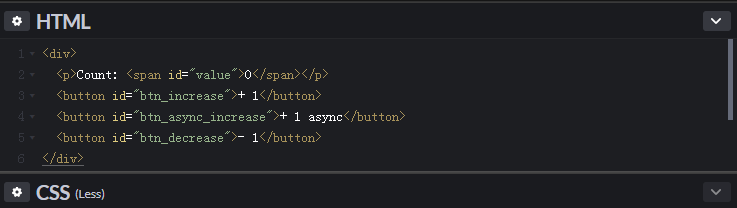 HTML
1 <div>
2 <p>Count: <span id="value">0</span></p>
3 <button id="btn_increase">+ 1</button>
4 <button id="btn_async_increase">+ 1 async</button>
5 <button id="btn_decrease">- 1</button>
6 </div>
CSS (Less)